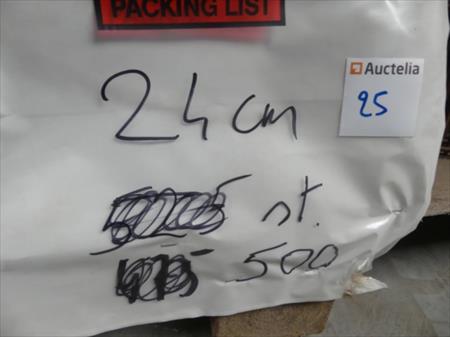 PACKING LIST
Auctelia
25
24 cm
st.
500